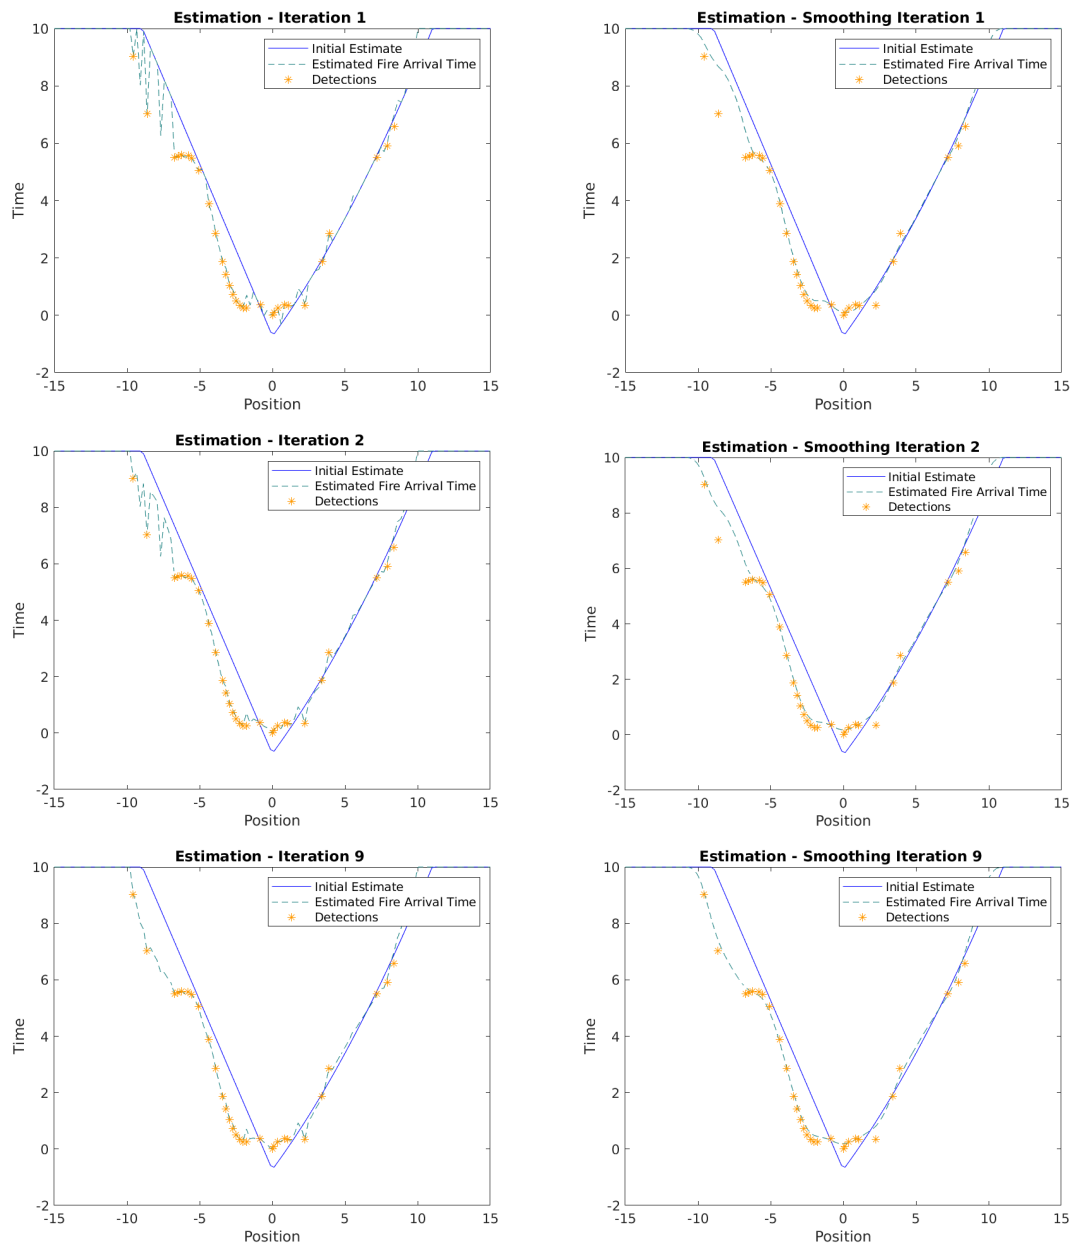 Estimation - Iteration 1
10
8
6
4
2
0
-2
Time
-15
-10
-5
0
5
10
15
Position
Initial Estimate
Estimated Fire Arrival Time
Detections
Estimation - Smoothing Iteration 1
10
8
6
4
2
0
-2
Time
-15
-10
-5
0
5
10
15
Position
Initial Estimate
Estimated Fire Arrival Time
Detections
Estimation - Iteration 2
10
8
6
4
2
0
-2
Time
-15
-10
-5
0
5
10
15
Position
Initial Estimate
Estimated Fire Arrival Time
Detections
Estimation - Smoothing Iteration 2
10
8
6
4
2
0
-2
Time
-15
-10
-5
0
5
10
15
Position
Initial Estimate
Estimated Fire Arrival Time
Detections
Estimation - Iteration 9
10
8
6
4
2
0
-2
Time
-15
-10
-5
0
5
10
15
Position
Initial Estimate
Estimated Fire Arrival Time
Detections
Estimation - Smoothing Iteration 9
10
8
6
4
2
0
-2
Time
-15
-10
-5
0
5
10
15
Position
Initial Estimate
Estimated Fire Arrival Time
Detections